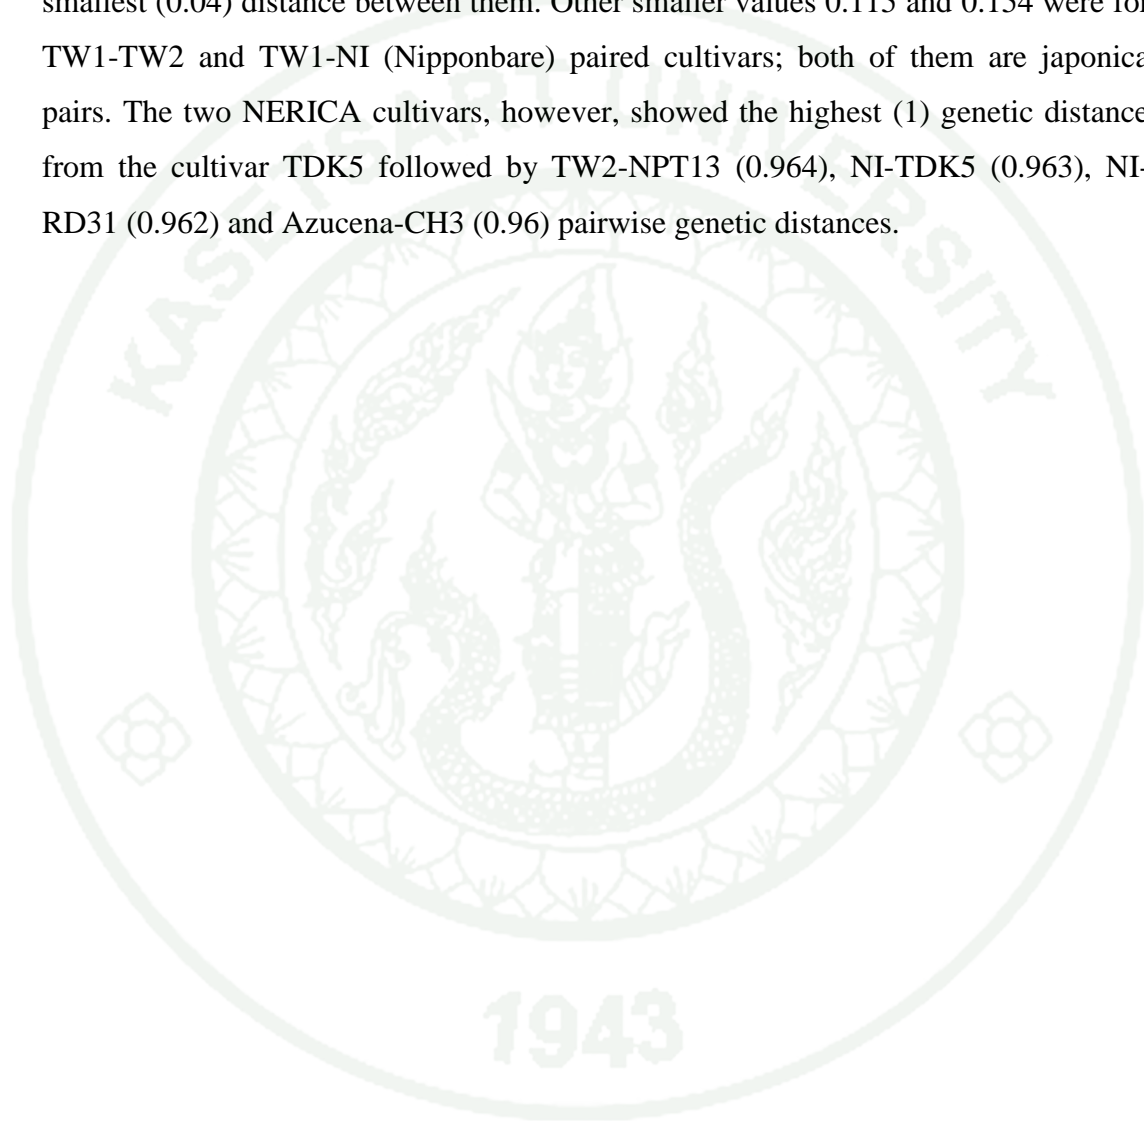 smallest (0.04) distance between them. Other smaller values 0.115 and 0.154 were for
TW1-TW2 and TW1-NI (Nipponbare) paired cultivars; both of them are japonica
pairs. The two NERICA cultivars, however, showed the highest (1) genetic distance
from the cultivar TDK5 followed by TW2-NPT13 (0.964), NI-TDK5 (0.963), NI-
RD31 (0.962) and Azucena-CH3 (0.96) pairwise genetic distances.
KASETSART UNIVERSITY
1943